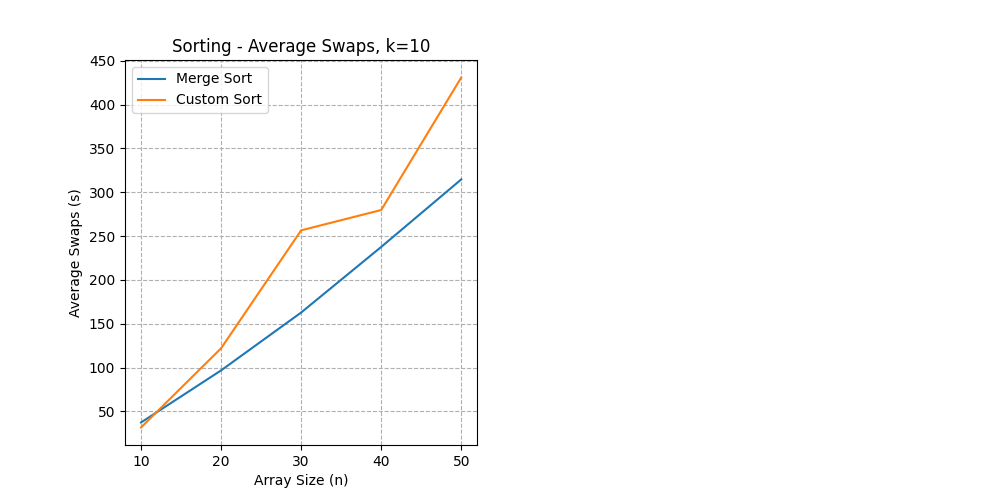 Sorting - Average Swaps, k=10
Merge Sort
Custom Sort
Average Swaps (s)
450
400
350
300
250
200
150
100
50
10 20 30 40 50
Array Size (n)